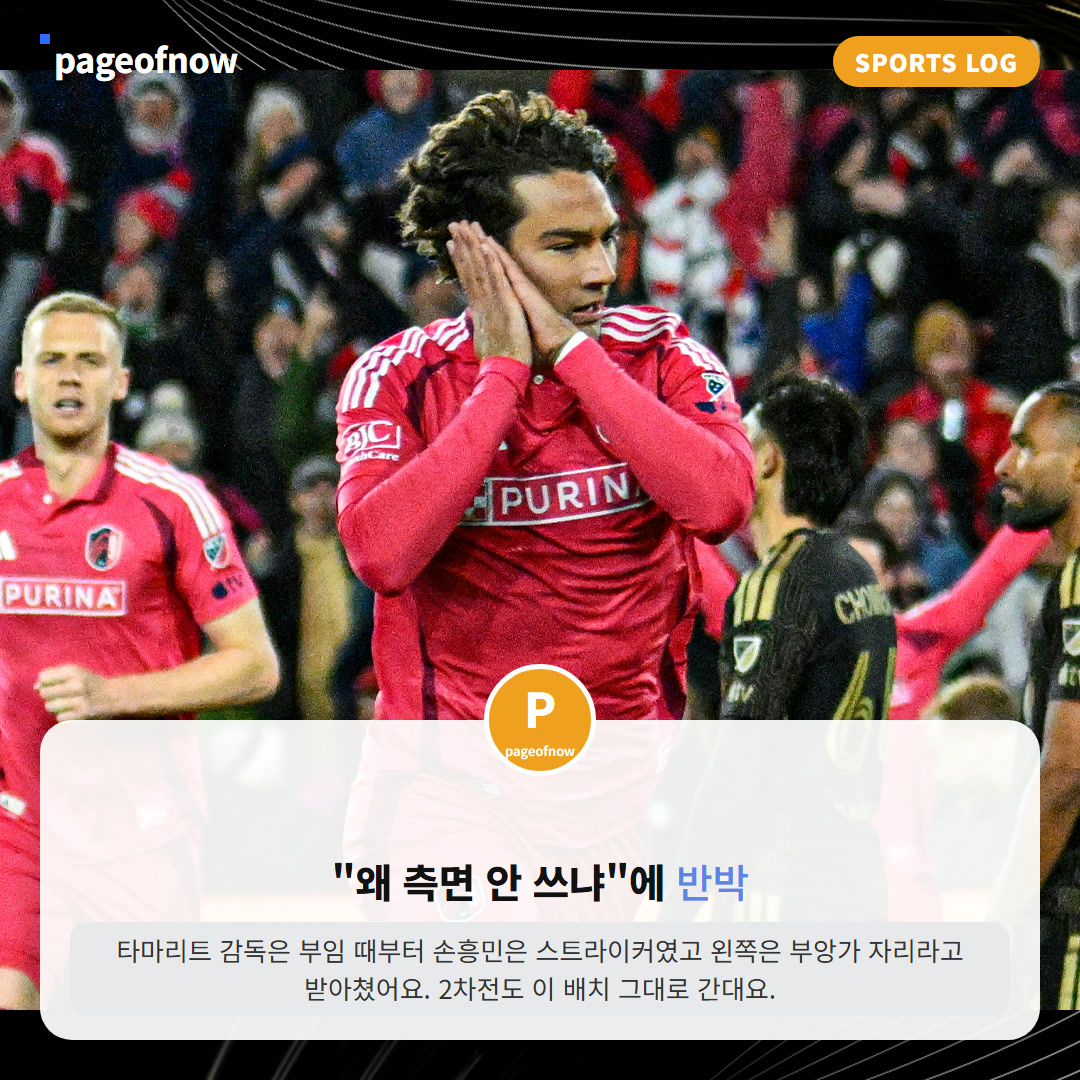 pageofnow
SPORTS LOG
BJC
PURINA
PURINA
P
pageofnow
"왜 측면 안 쓰냐"에 반박
타마리트 감독은 부임 때부터 손흥민은 스트라이커였고 왼쪽은 부앙가 자리라고
받아쳤어요. 2차전도 이 배치 그대로 간대요.